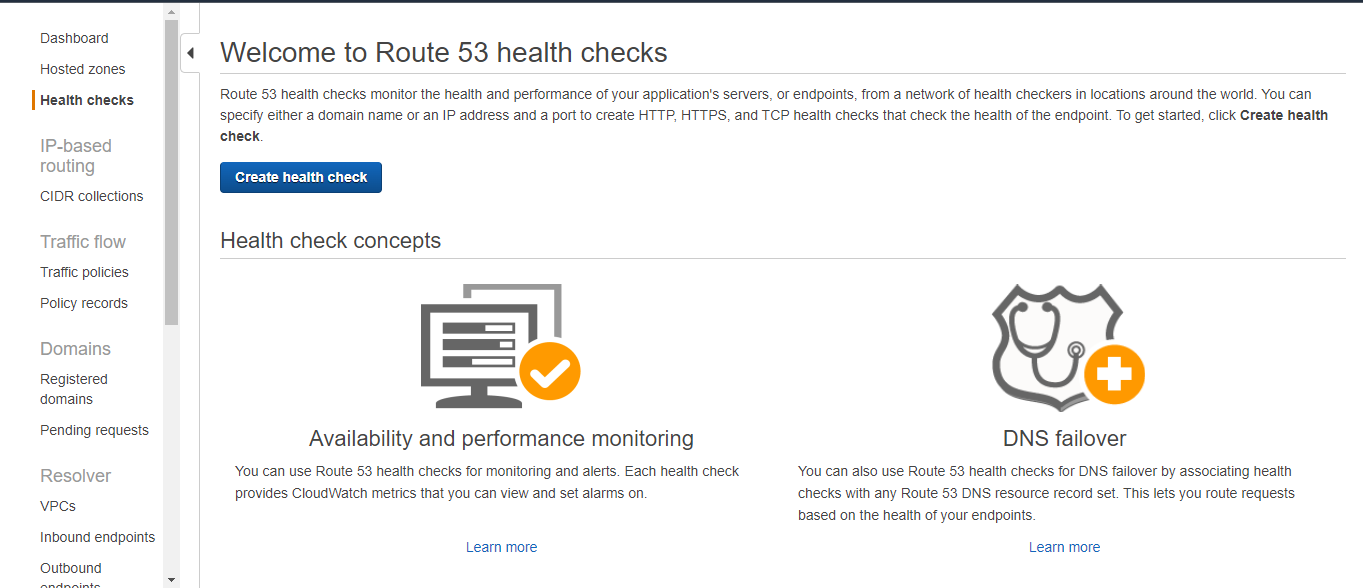 Dashboard
Hosted zones
Health checks
IP-based
routing
CIDR collections
Traffic flow
Traffic policies
Policy records
Domains
Registered
domains
Pending requests
Resolver
VPCs
Inbound endpoints
Outbound
endpoints
Welcome to Route 53 health checks
Route 53 health checks monitor the health and performance of your application's servers, or endpoints, from a network of health checkers in locations around the world. You can
specify either a domain name or an IP address and a port to create HTTP, HTTPS, and TCP health checks that check the health of the endpoint. To get started, click Create health
check.
Create health check
Health check concepts
Availability and performance monitoring
You can use Route 53 health checks for monitoring and alerts. Each health check
provides CloudWatch metrics that you can view and set alarms on.
Learn more
DNS failover
You can also use Route 53 health checks for DNS failover by associating health
checks with any Route 53 DNS resource record set. This lets you route requests
based on the health of your endpoints.
Learn more